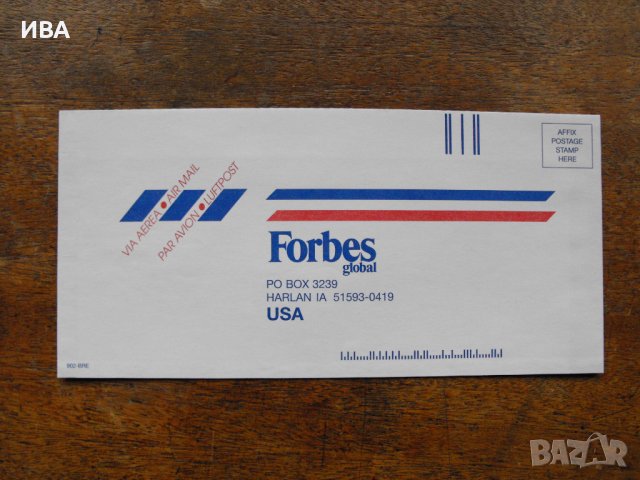 ИВА
AFFIX
POSTAGE
STAMP
HERE
VIA AEREA • AIR MAIL
PAR AVION • LUFTPOST
Forbes
global
PO BOX 3239
HARLAN IA 51593-0419
USA
902-BRE
BAZAR